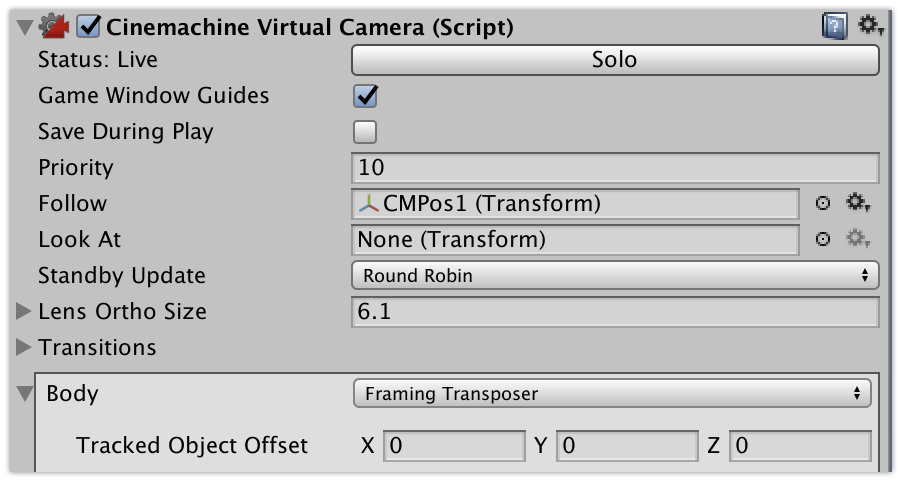 Cinemachine Virtual Camera (Script)
Status: Live Solo
Game Window Guides
Save During Play
Priority 10
Follow CMPos1 (Transform)
Look At None (Transform)
Standby Update Round Robin
Lens Ortho Size 6.1
Transitions
Body Framing Transposer
Tracked Object Offset X 0 Y 0 Z 0